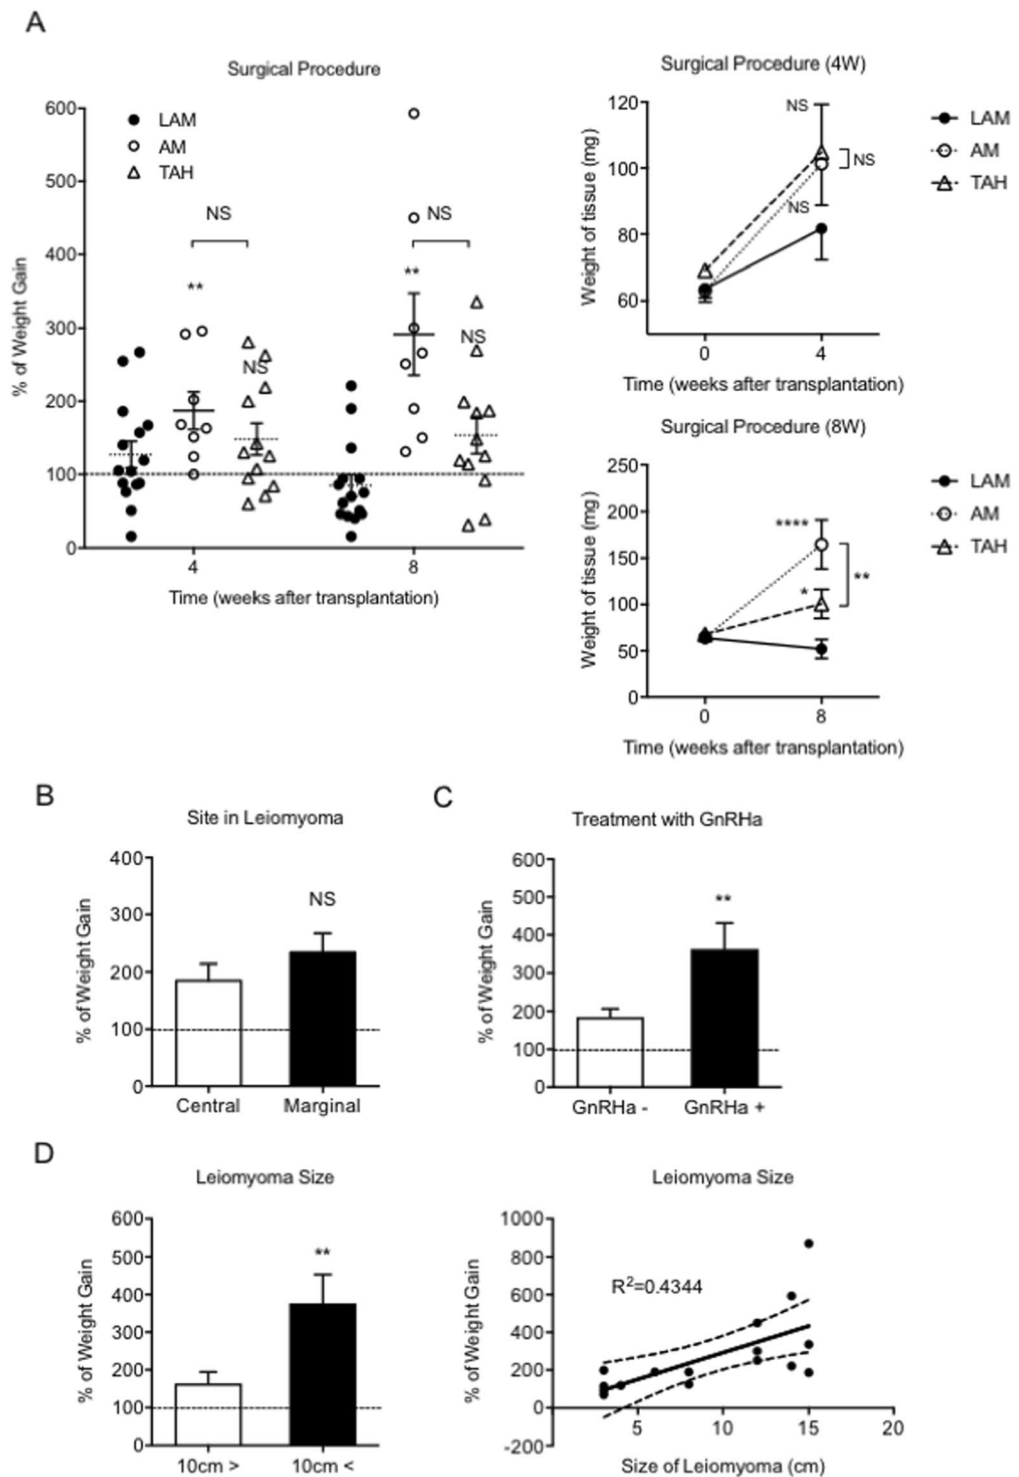 A
Surgical Procedure
% of Weight Gain
600
500
400
300
200
100
0
LAM
AM
TAH
NS
**
NS
NS
**
NS
4
8
Time (weeks after transplantation)
Surgical Procedure (4W)
Weight of tissue (mg)
120
100
80
60
NS
NS
NS
LAM
AM
TAH
0 4
Time (weeks after transplantation)
Surgical Procedure (8W)
Weight of tissue (mg)
250
200
150
100
50
0
****
*
**
LAM
AM
TAH
0 8
Time (weeks after transplantation)
B
Site in Leiomyoma
% of Weight Gain
400
300
200
100
0
NS
Central Marginal
C
Treatment with GnRHa
% of Weight Gain
600
500
400
300
200
100
0
**
GnRHa - GnRHa +
D
Leiomyoma Size
% of Weight Gain
600
500
400
300
200
100
0
**
10cm > 10cm <
Leiomyoma Size
% of Weight Gain
1000
800
600
400
200
0
-200
R²=0.4344
5 10 15 20
Size of Leiomyoma (cm)